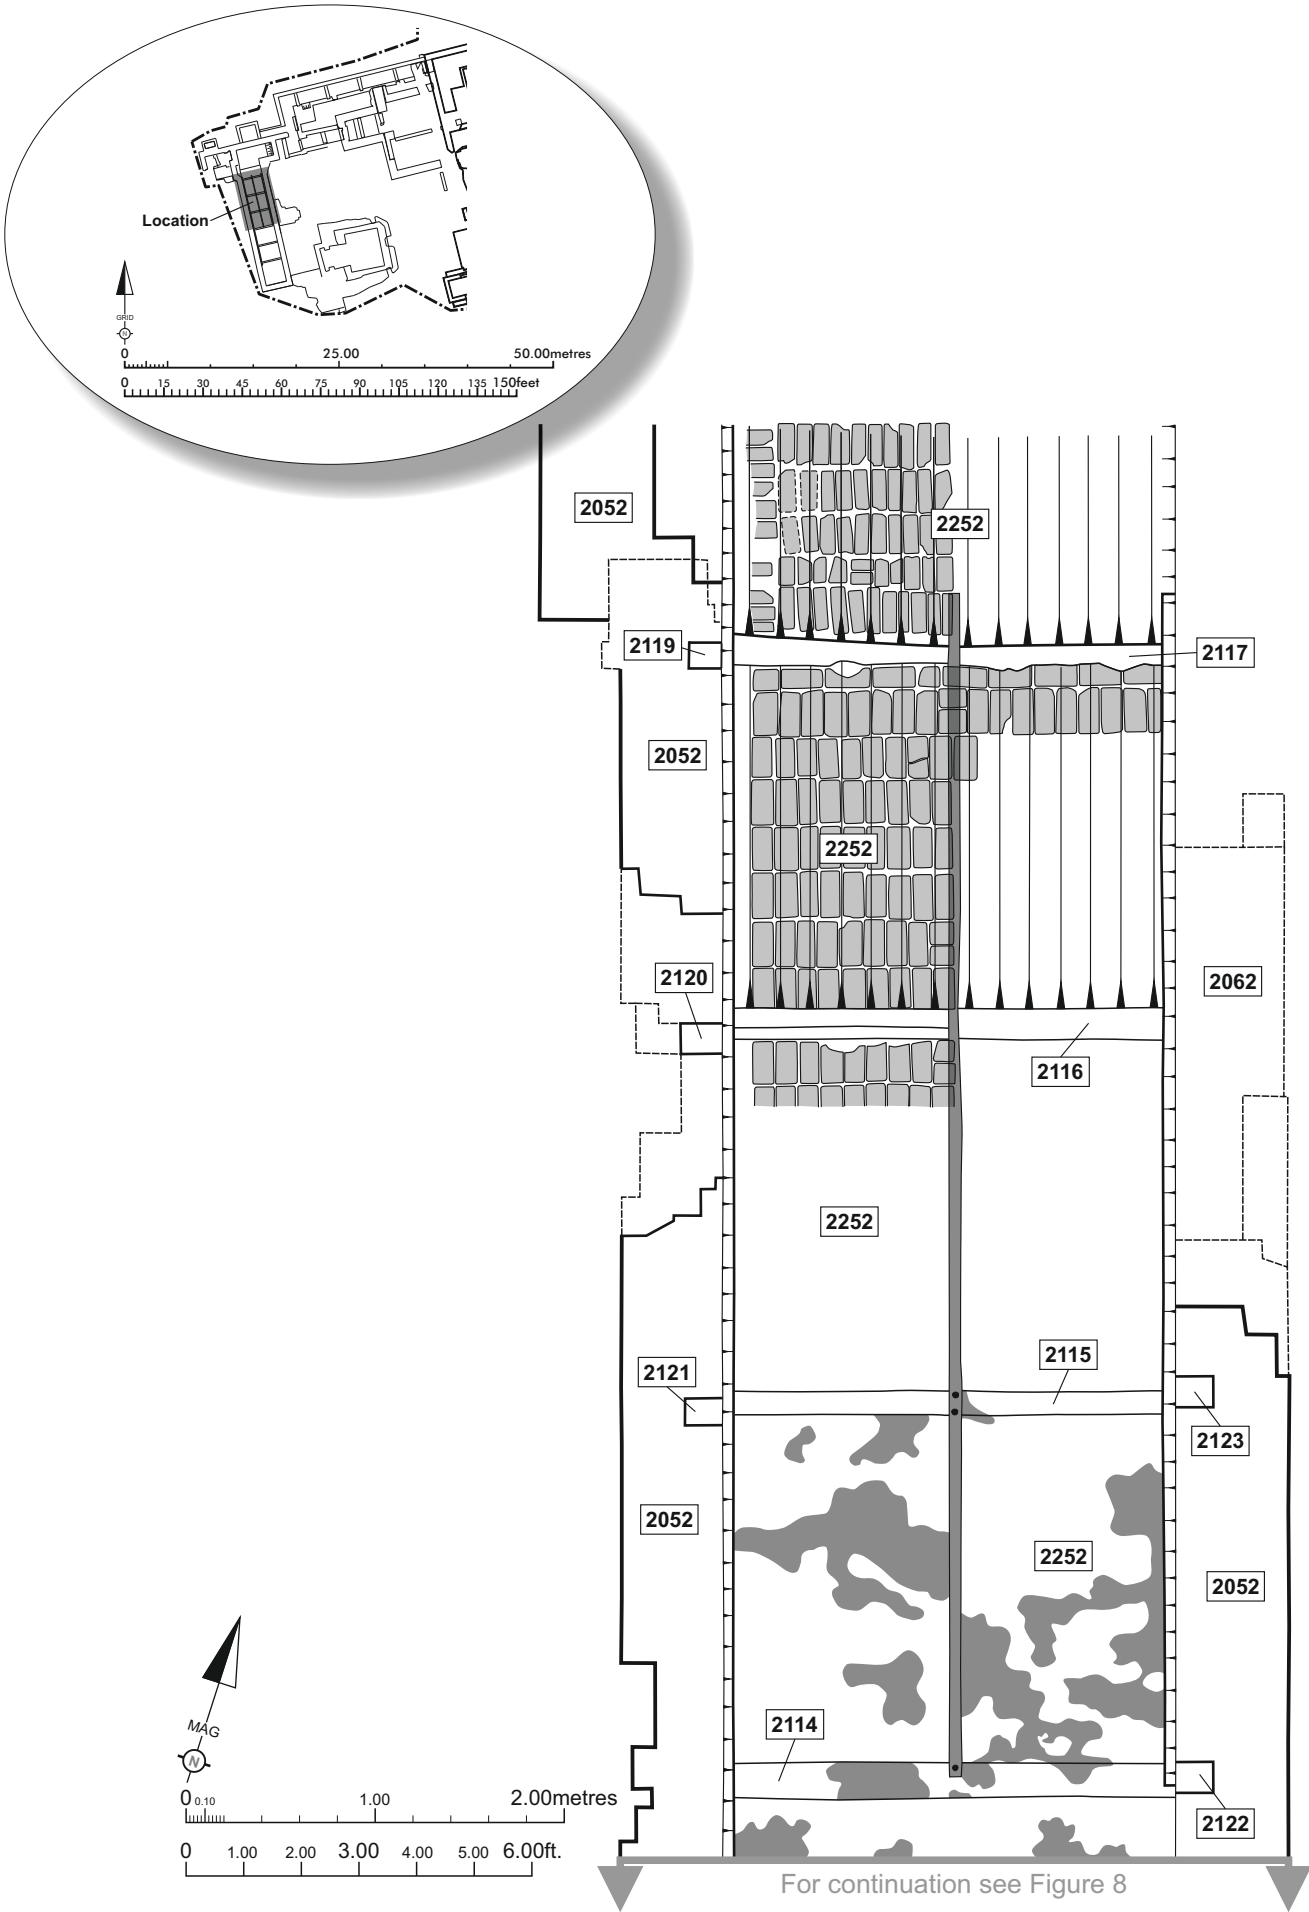 Location
GRID
N
0 25.00 50.00metres
0 15 30 45 60 75 90 105 120 135 150feet
2052
2252
2119
2117
2052
2252
2120
2062
2116
2252
2115
2121
2123
2052
2252
2052
2114
MAG
N
0 0.10 1.00 2.00metres
2122
0 1.00 2.00 3.00 4.00 5.00 6.00ft.
For continuation see Figure 8